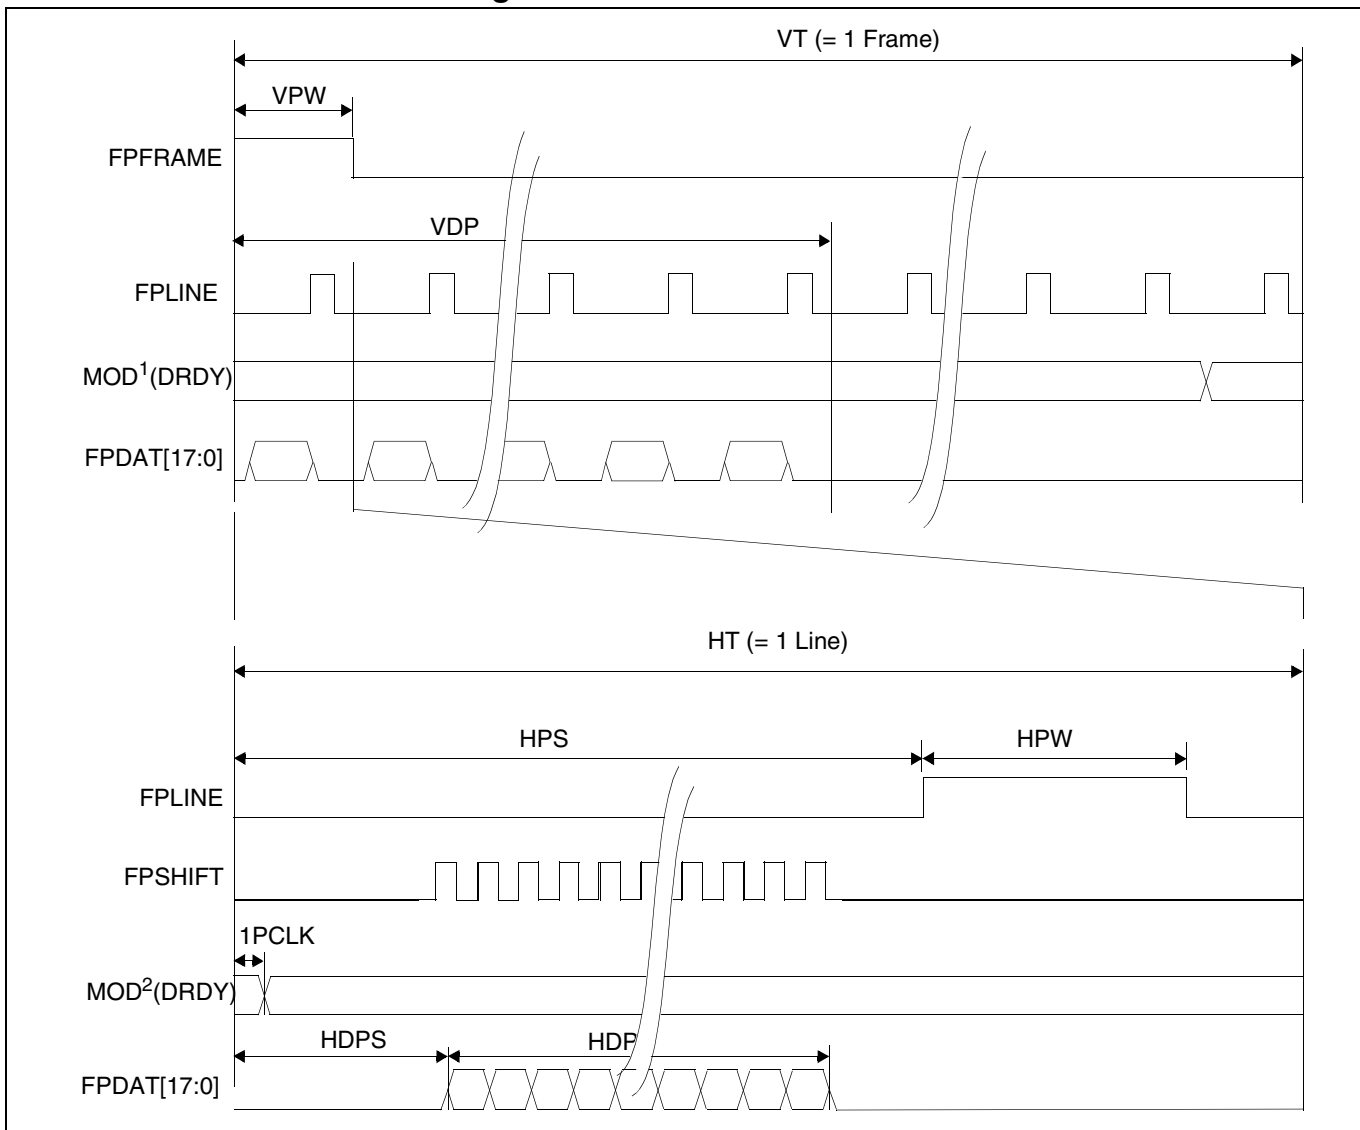 g
VT (= 1 Frame)
VPW
FPFRAME
VDP
FPLINE
MOD1(DRDY)
FPDAT[17:0]
HT (= 1 Line)
HPS
HPW
FPLINE
FPSHIFT
1PCLK
MOD2(DRDY)
HDPS
HDP
FPDAT[17:0]